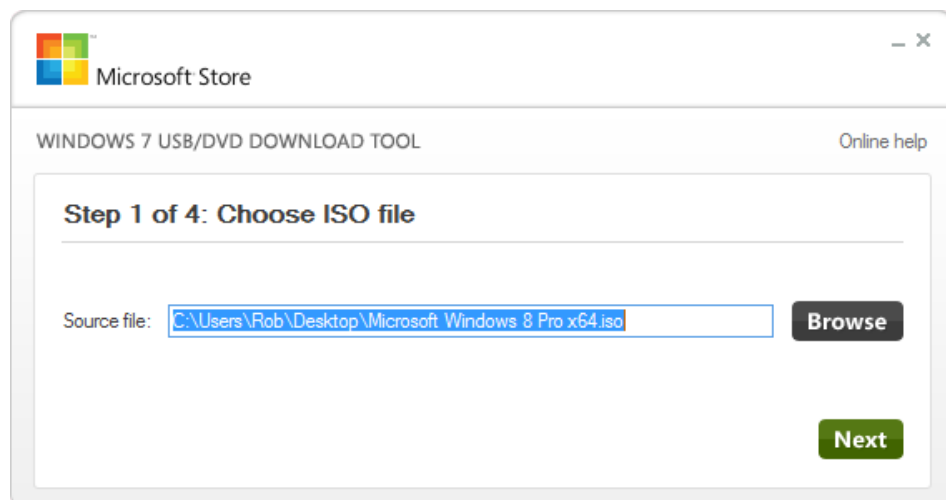 Microsoft Store
WINDOWS 7 USB/DVD DOWNLOAD TOOL
Online help
Step 1 of 4: Choose ISO file
Source file: C:\Users\Rob\Desktop\Microsoft Windows 8 Pro x64.iso Browse
Next